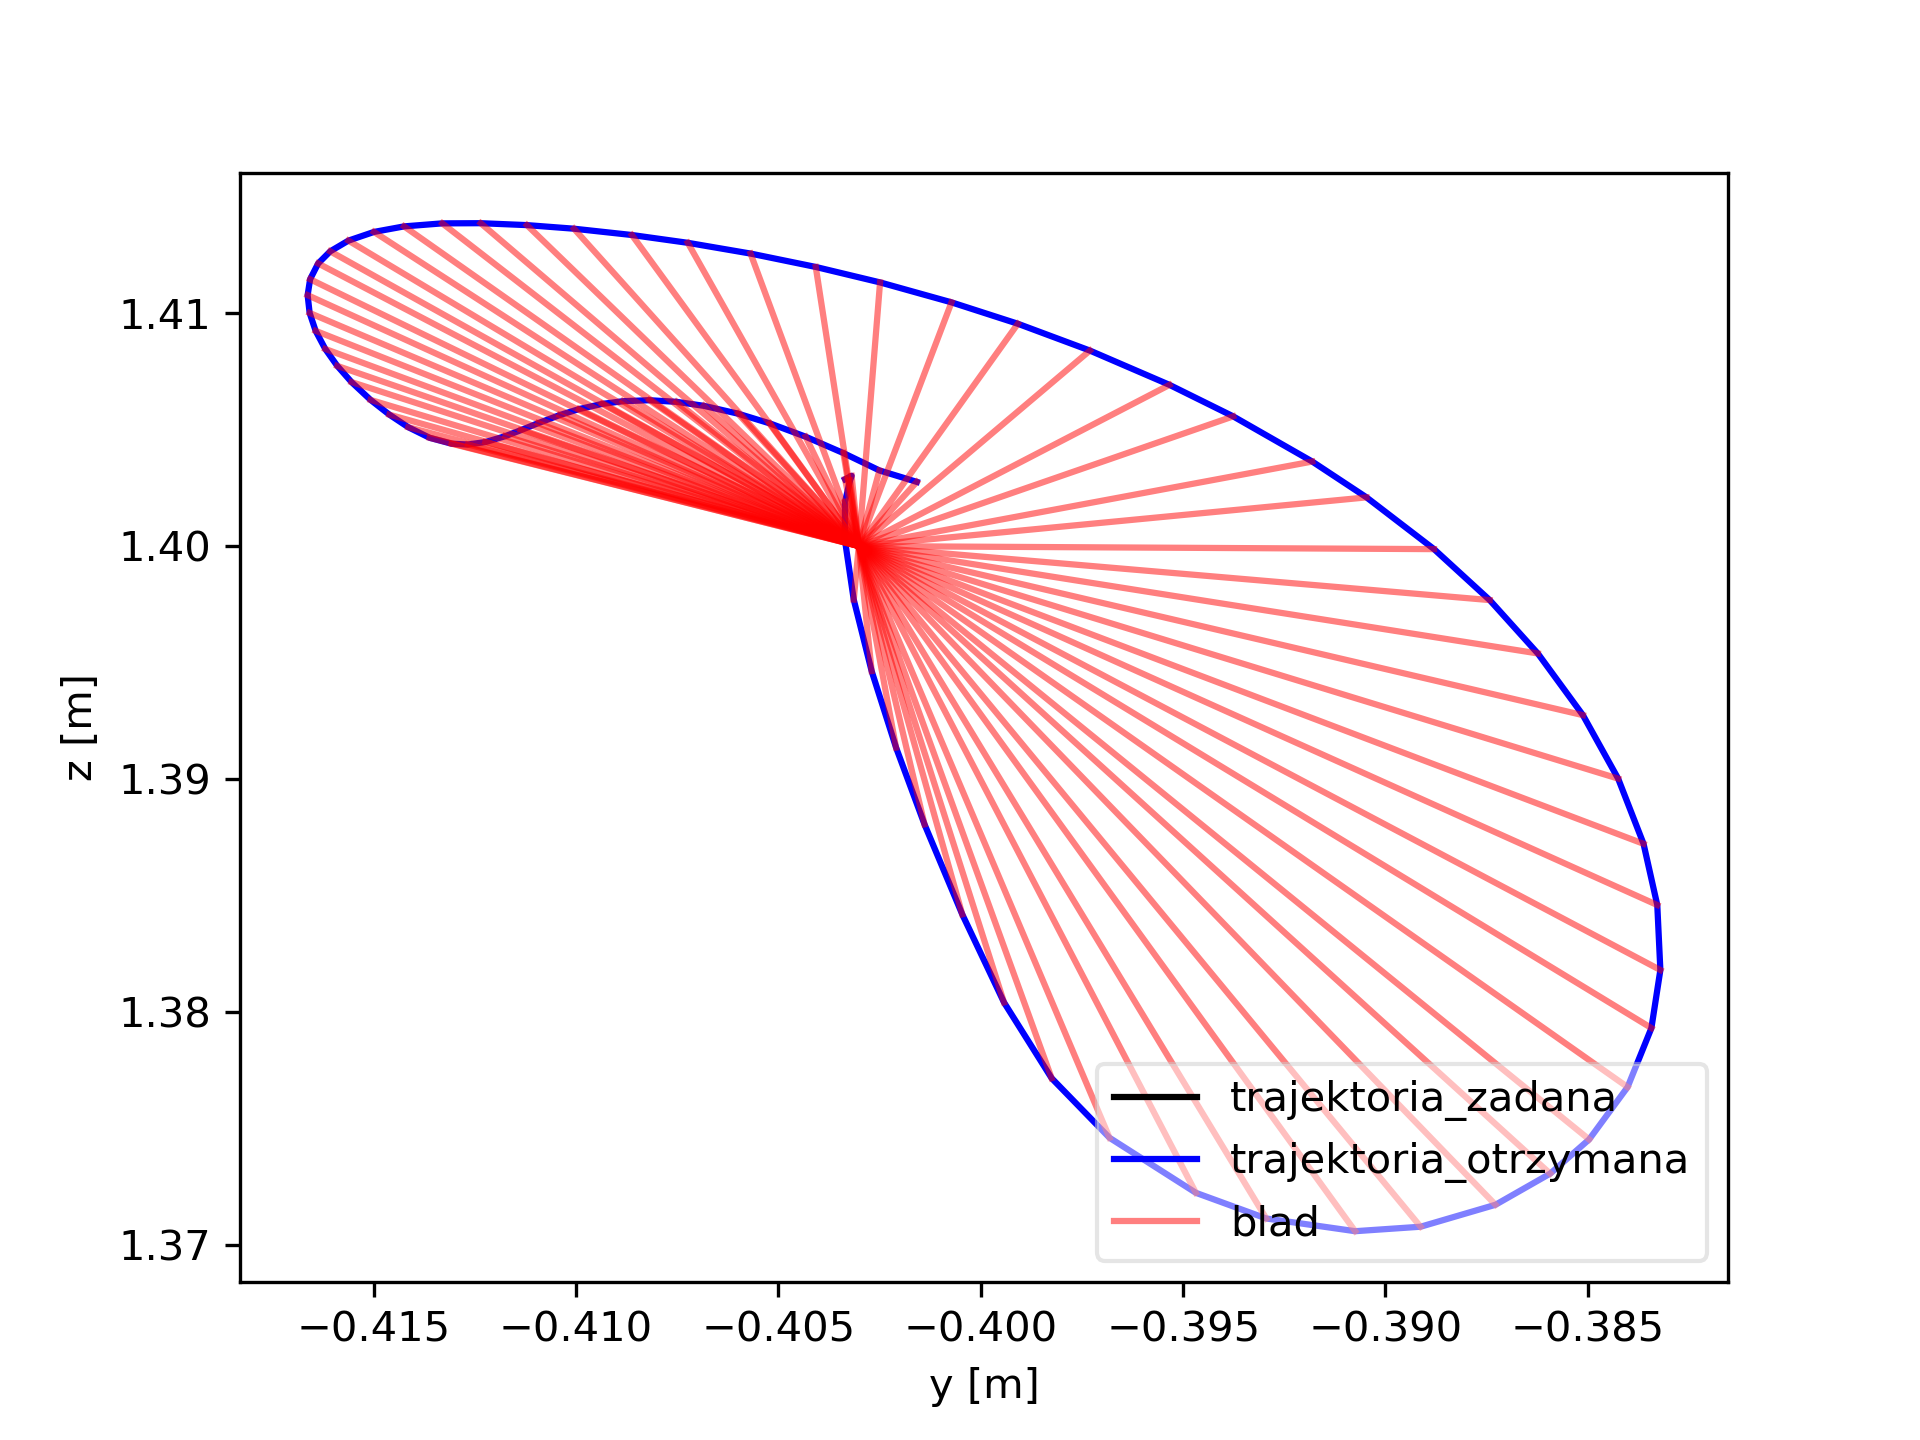 1.41
1.40
1.39
1.38
1.37
z [m]
−0.415 −0.410 −0.405 −0.400 −0.395 −0.390 −0.385
y [m]
trajektoria_zadana
trajektoria_otrzymana
blad